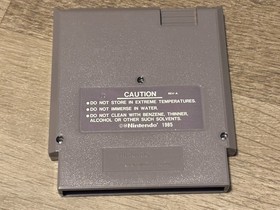 CAUTION
• DO NOT STORE IN EXTREME TEMPERATURES.
• DO NOT IMMERSE IN WATER.
• DO NOT CLEAN WITH BENZENE, THINNER,
ALCOHOL OR OTHER SUCH SOLVENTS.
©®Nintendo® 1985